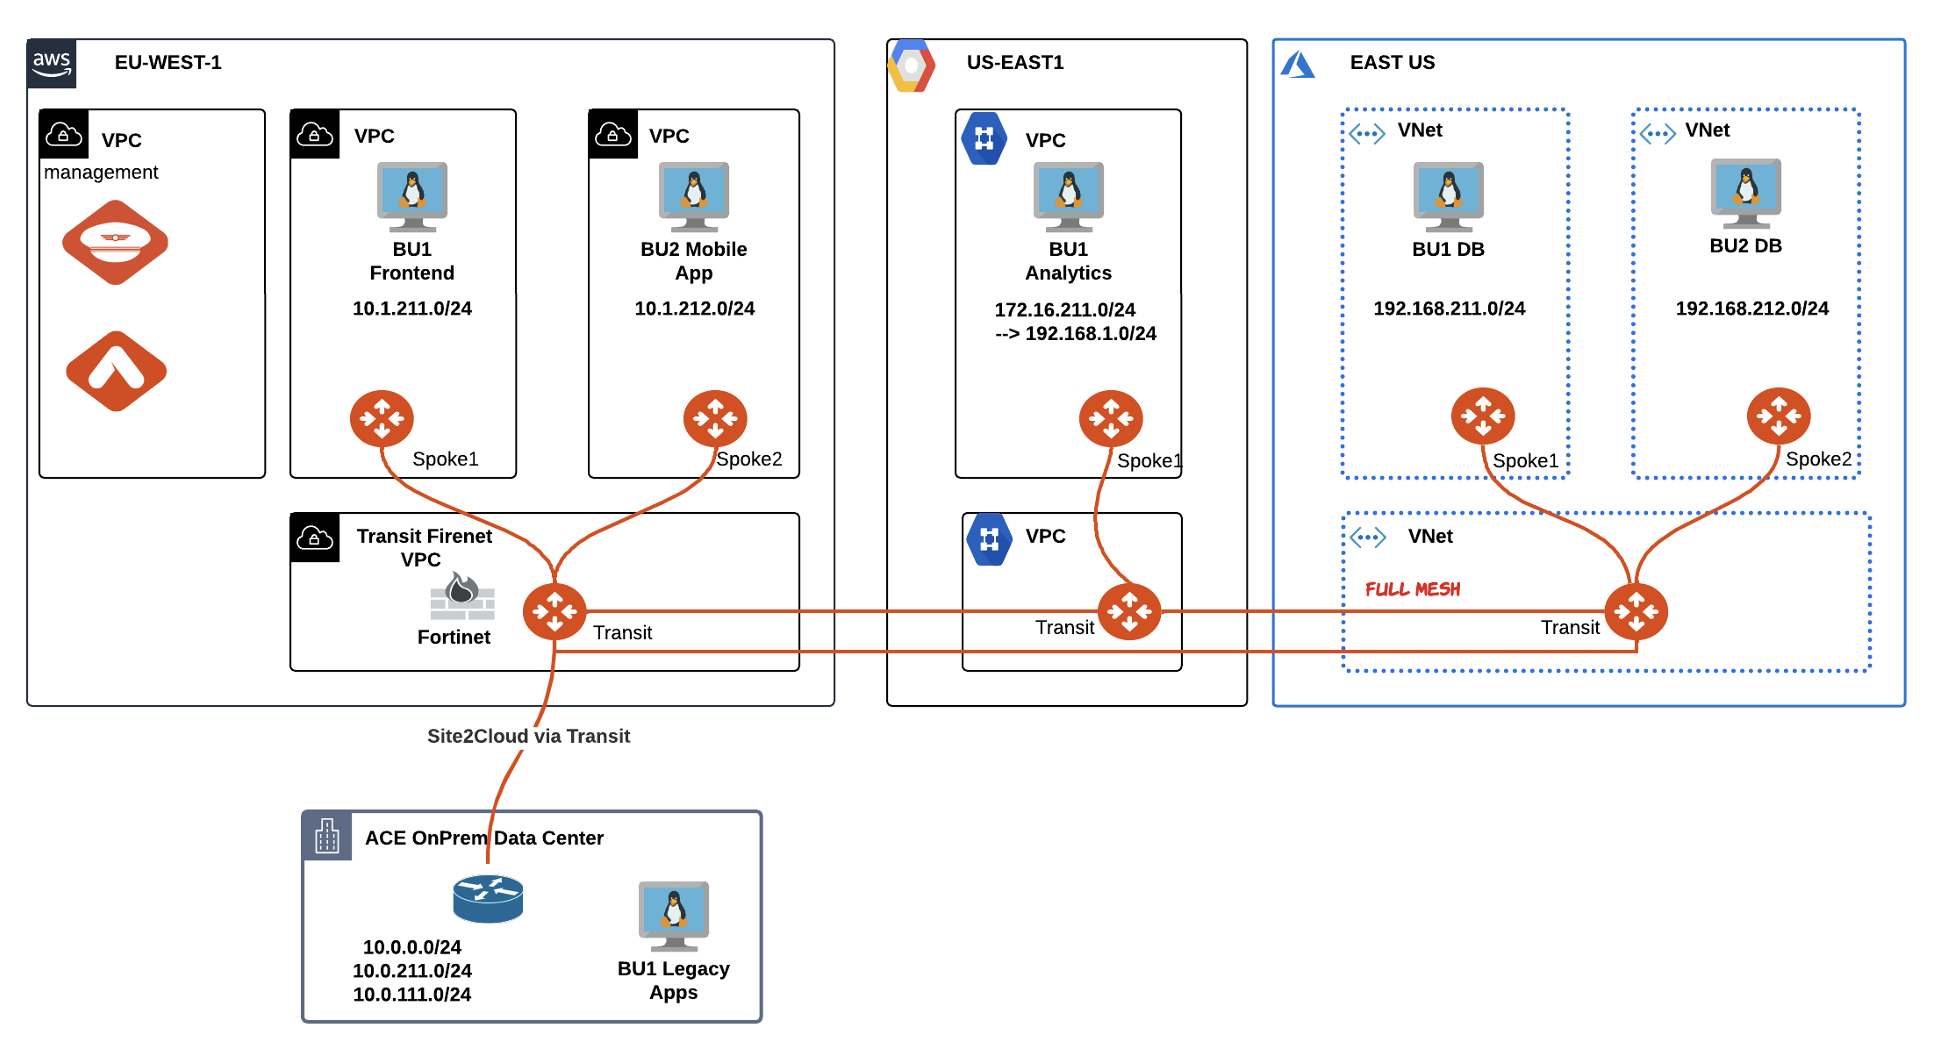 aws
EU-WEST-1
VPC
management
VPC
BU1
Frontend
10.1.211.0/24
Spoke1
VPC
BU2 Mobile
App
10.1.212.0/24
Spoke2
Transit Firenet
VPC
Fortinet
Transit
US-EAST1
VPC
BU1
Analytics
172.16.211.0/24
--> 192.168.1.0/24
Spoke1
VPC
Transit
EAST US
VNet
BU1 DB
192.168.211.0/24
Spoke1
VNet
BU2 DB
192.168.212.0/24
Spoke2
VNet
FULL MESH
Transit
Site2Cloud via Transit
ACE OnPrem Data Center
10.0.0.0/24
10.0.211.0/24
10.0.111.0/24
BU1 Legacy
Apps